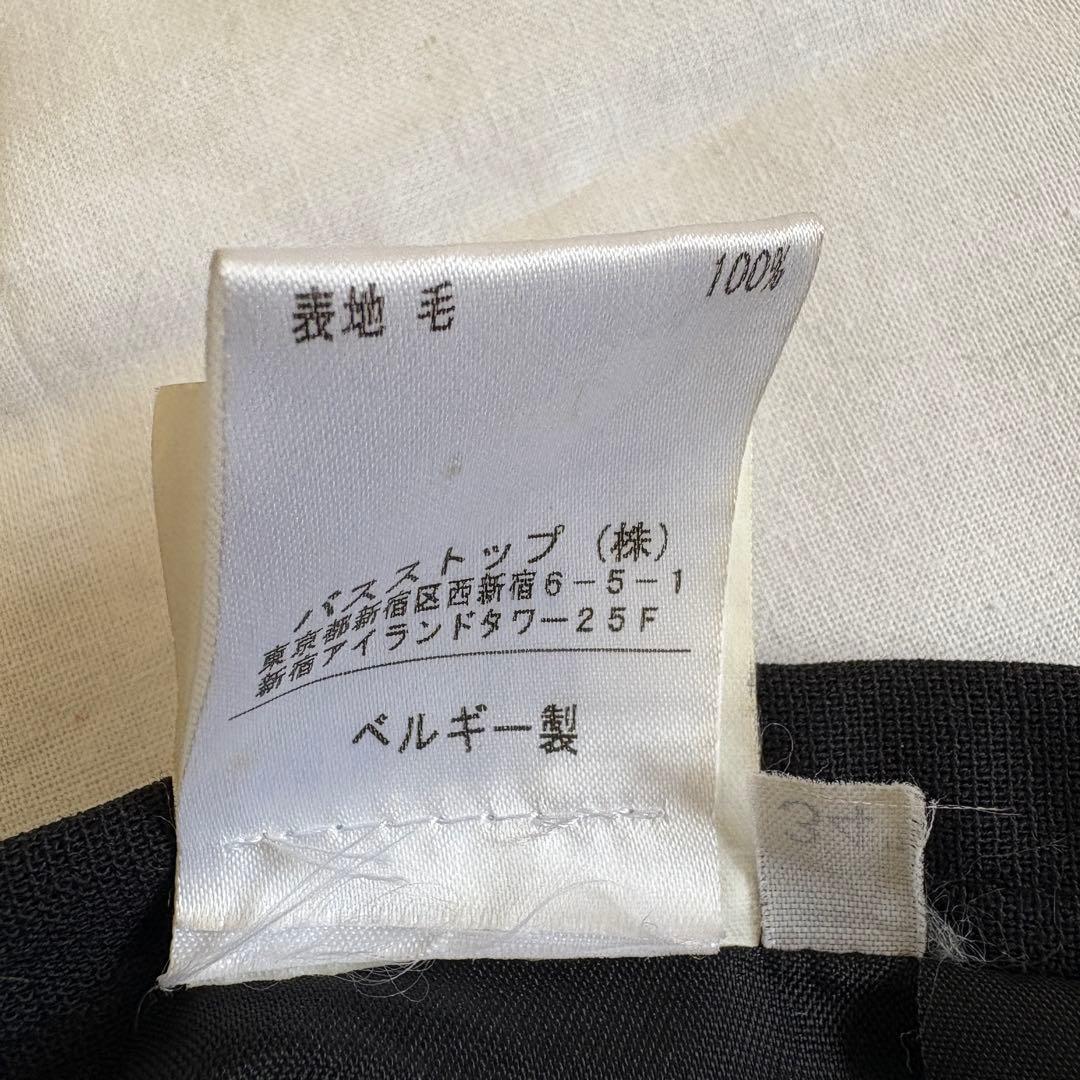 表地 毛 100%
バスストップ (株)
東京都新宿区西新宿6-5-1
新宿アイランドタワー25F
ベルギー製
34